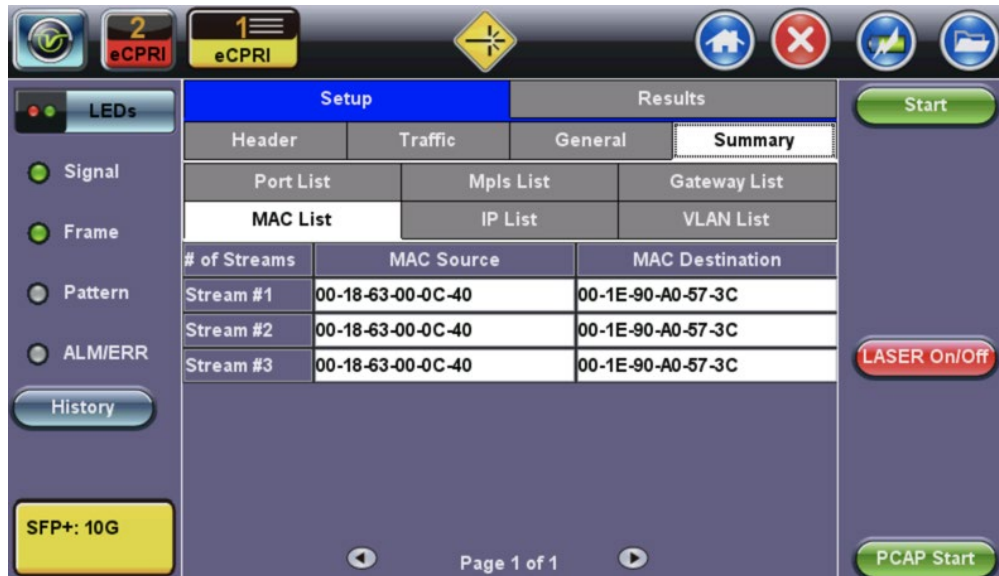 2 1
eCPRI eCPRI
LEDs Setup Results Start
Header Traffic General Summary
Signal Port List Mpls List Gateway List
MAC List IP List VLAN List
Frame
# of Streams MAC Source MAC Destination
Pattern Stream #1 00-18-63-00-0C-40 00-1E-90-A0-57-3C
Stream #2 00-18-63-00-0C-40 00-1E-90-A0-57-3C
ALM/ERR Stream #3 00-18-63-00-0C-40 00-1E-90-A0-57-3C LASER On/Off
History
SFP+: 10G
Page 1 of 1 PCAP Start